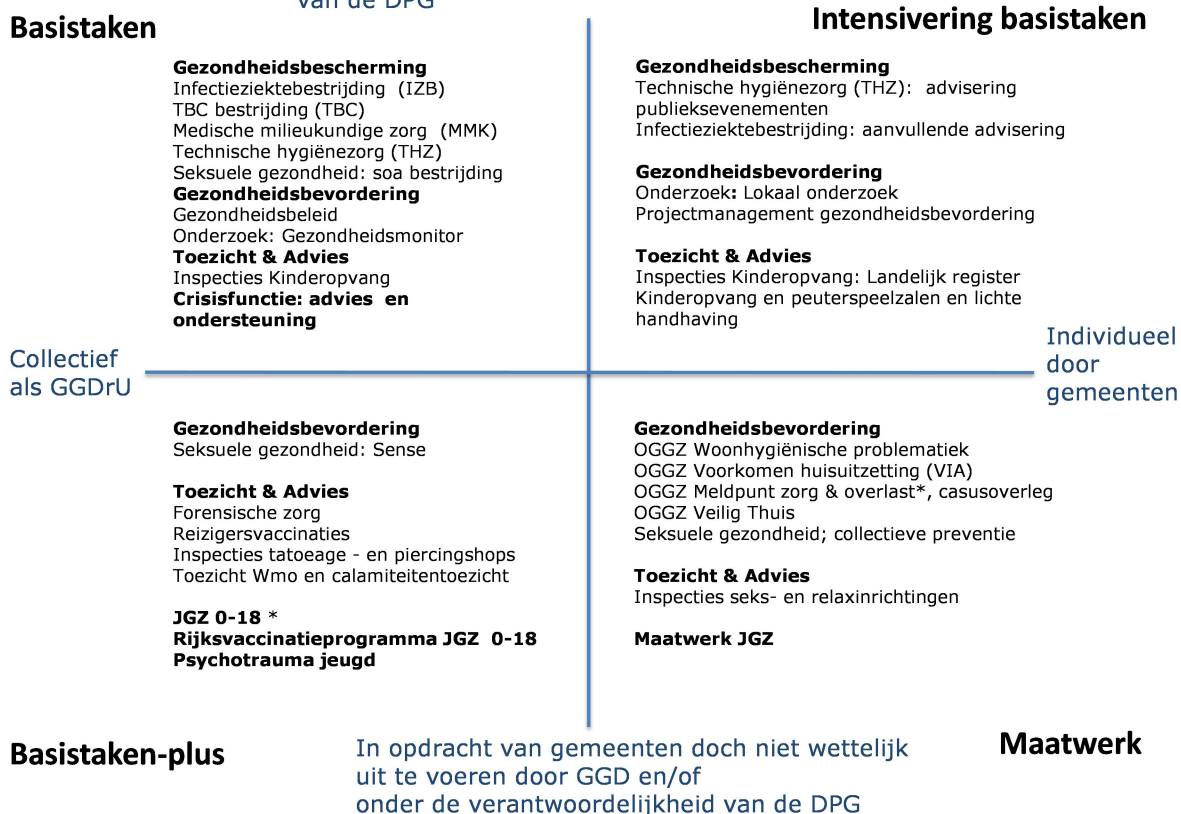 van de DPG
Basistaken
Intensivering basistaken
Gezondheidsbescherming
Infectieziektebestrijding (IZB)
TBC bestrijding (TBC)
Medische milieukundige zorg (MMK)
Technische hygiënezorg (THZ)
Seksuele gezondheid: soa bestrijding
Gezondheidsbevordering
Gezondheidsbeleid
Onderzoek: Gezondheidsmonitor
Toezicht & Advies
Inspecties Kinderopvang
Crisisfunctie: advies en
ondersteuning
Gezondheidsbescherming
Technische hygiënezorg (THZ): advisering
publieksevenementen
Infectieziektebestrijding: aanvullende advisering
Gezondheidsbevordering
Onderzoek: Lokaal onderzoek
Projectmanagement gezondheidsbevordering
Toezicht & Advies
Inspecties Kinderopvang: Landelijk register
Kinderopvang en peuterspeelzalen en lichte
handhaving
Collectief
als GGDrU
Individueel
door
gemeenten
Gezondheidsbevordering
Seksuele gezondheid: Sense
Toezicht & Advies
Forensische zorg
Reizigersvaccinaties
Inspecties tatoeage - en piercingshops
Toezicht Wmo en calamiteitentoezicht
JGZ 0-18 *
Rijksvaccinatieprogramma JGZ 0-18
Psychotrauma jeugd
Gezondheidsbevordering
OGGZ Woonhygiënische problematiek
OGGZ Voorkomen huisuitzetting (VIA)
OGGZ Meldpunt zorg & overlast*, casusoverleg
OGGZ Veilig Thuis
Seksuele gezondheid; collectieve preventie
Toezicht & Advies
Inspecties seks- en relaxinrichtingen
Maatwerk JGZ
Basistaken-plus
In opdracht van gemeenten doch niet wettelijk
uit te voeren door GGD en/of
onder de verantwoordelijkheid van de DPG
Maatwerk